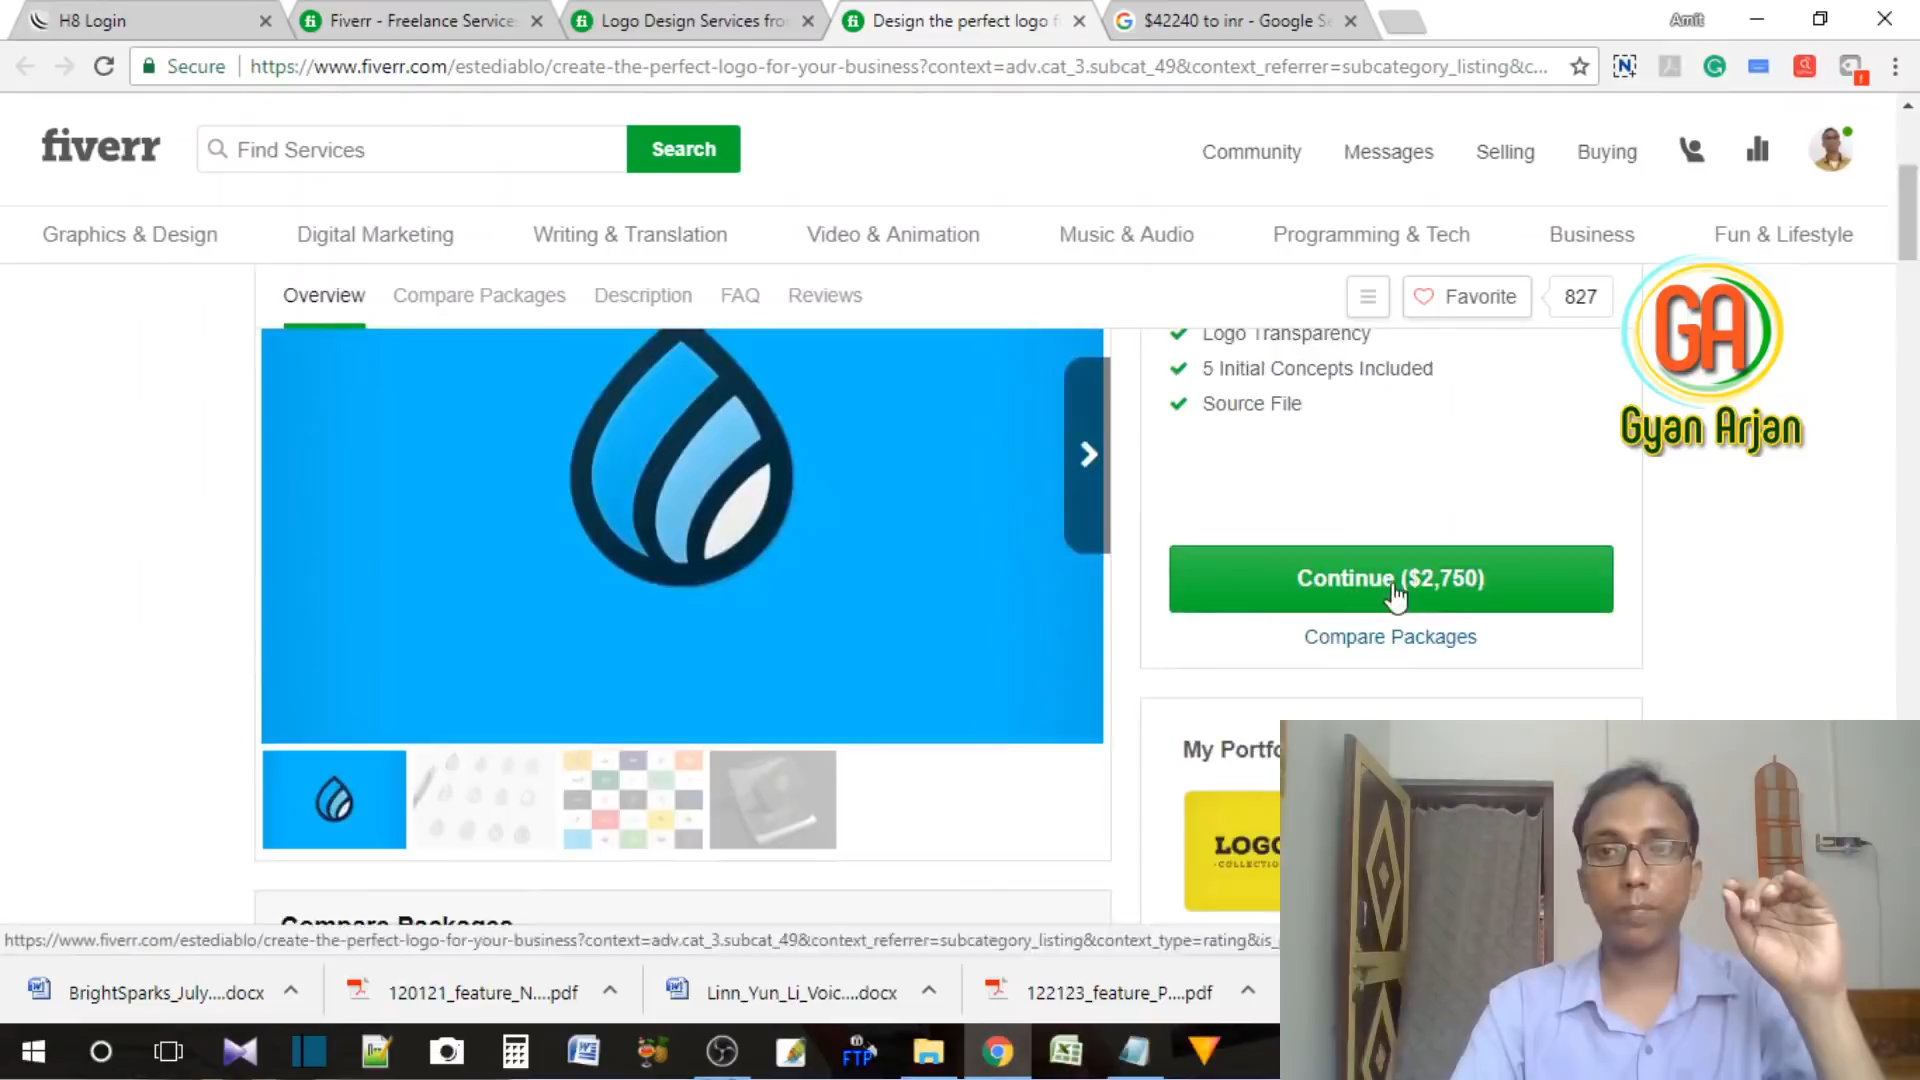 H8 Login
Fiverr - Freelance Service
Logo Design Services fro
Design the perfect logo f
$42240 to inr - Google Se
Amit
Secure
https://www.fiverr.com/estediablo/create-the-perfect-logo-for-your-business?context=adv.cat_3.subcat_49&context_referrer=subcategory_listing&c...
fiverr
Find Services
Search
Community
Messages
Selling
Buying
Graphics & Design
Digital Marketing
Writing & Translation
Video & Animation
Music & Audio
Programming & Tech
Business
Fun & Lifestyle
Overview
Compare Packages
Description
FAQ
Reviews
Favorite
827
GA
Gyan Arjan
Logo Transparency
5 Initial Concepts Included
Source File
Continue ($2,750)
Compare Packages
My Portfo
LOGO
COLLECTIO
Compare Packages
https://www.fiverr.com/estediablo/create-the-perfect-logo-for-your-business?context=adv.cat_3.subcat_49&context_referrer=subcategory_listing&context_type=rating&is_
BrightSparks_July....docx
120121_feature_N....pdf
Linn_Yun_Li_Voic....docx
122123_feature_P....pdf
FTP